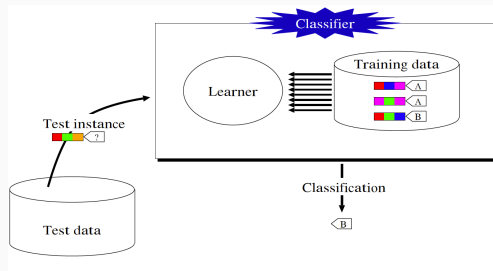 Classifier
Training data
Learner
A
A
B
Test instance
?
Classification
B
Test data